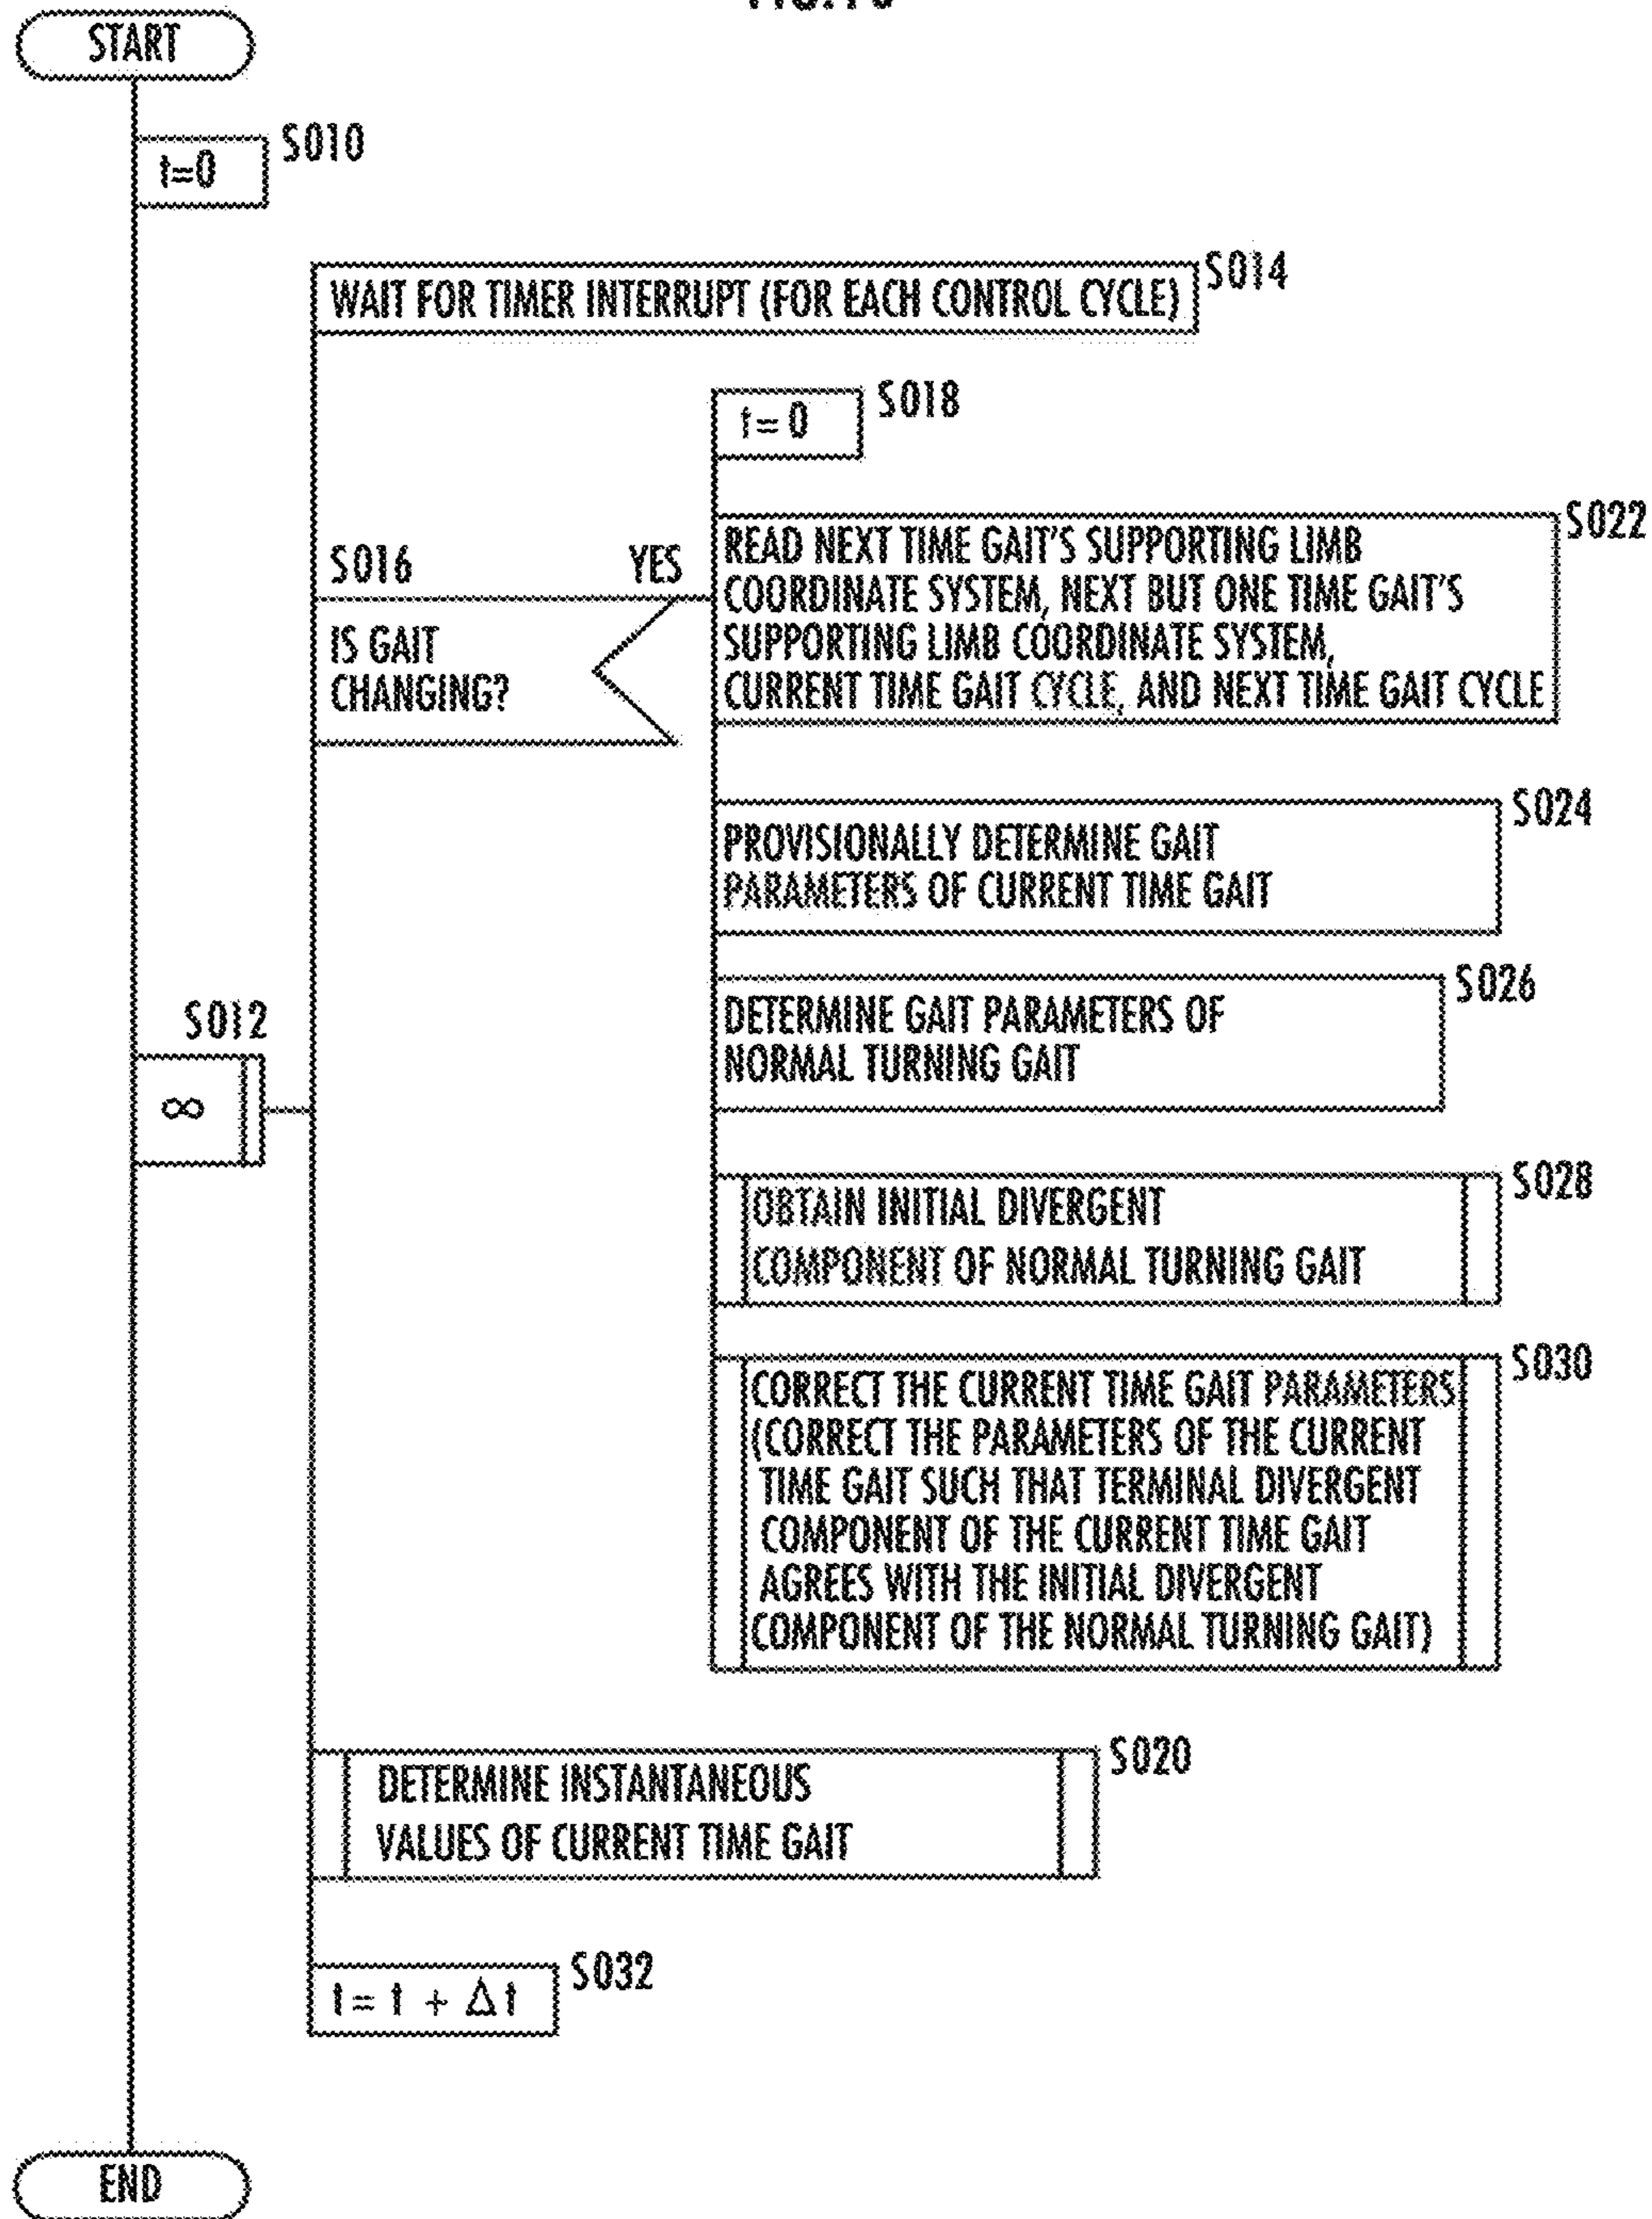 START
t=0
S010
WAIT FOR TIMER INTERRUPT (FOR EACH CONTROL CYCLE)
S014
t= 0
S018
S016
YES
IS GAIT
CHANGING?
READ NEXT TIME GAIT'S SUPPORTING LIMB
COORDINATE SYSTEM, NEXT BUT ONE TIME GAIT'S
SUPPORTING LIMB COORDINATE SYSTEM,
CURRENT TIME GAIT CYCLE, AND NEXT TIME GAIT CYCLE
S022
PROVISIONALLY DETERMINE GAIT
PARAMETERS OF CURRENT TIME GAIT
S024
S012
∞
DETERMINE GAIT PARAMETERS OF
NORMAL TURNING GAIT
S026
OBTAIN INITIAL DIVERGENT
COMPONENT OF NORMAL TURNING GAIT
S028
CORRECT THE CURRENT TIME GAIT PARAMETERS
(CORRECT THE PARAMETERS OF THE CURRENT
TIME GAIT SUCH THAT TERMINAL DIVERGENT
COMPONENT OF THE CURRENT TIME GAIT
AGREES WITH THE INITIAL DIVERGENT
COMPONENT OF THE NORMAL TURNING GAIT)
S030
DETERMINE INSTANTANEOUS
VALUES OF CURRENT TIME GAIT
S020
t= t + Δt
S032
END